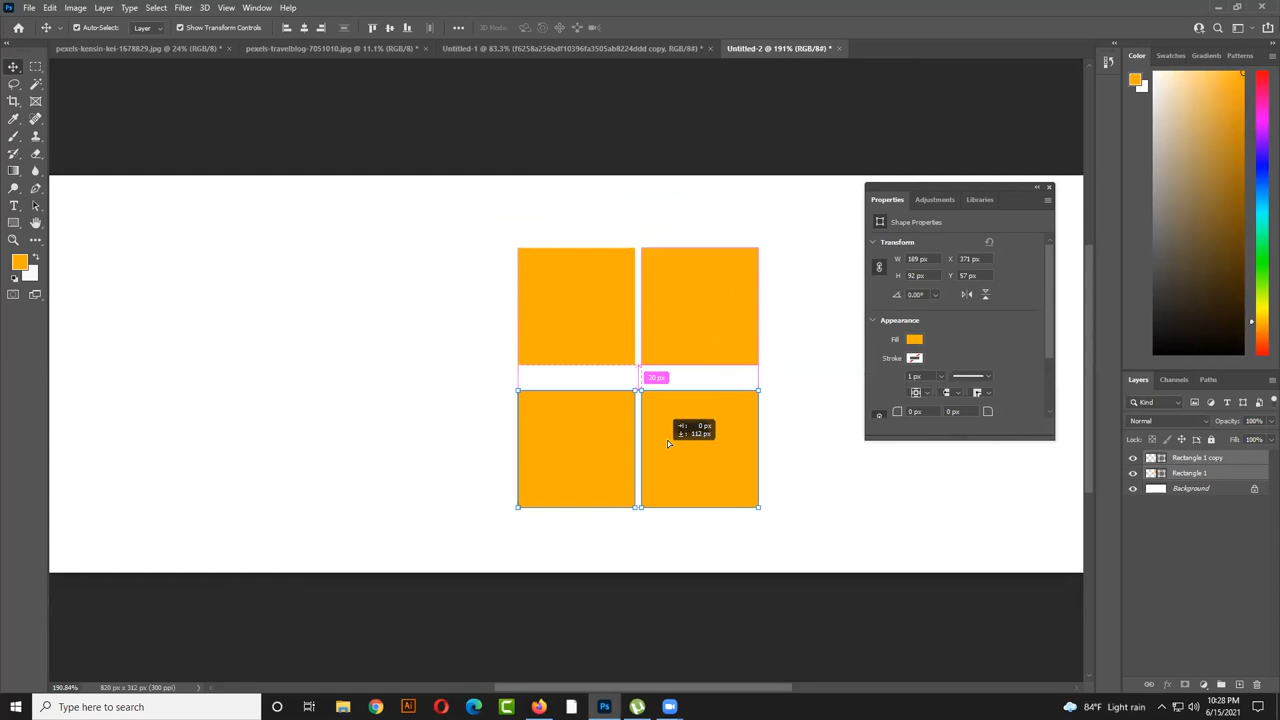 File Edit Image Layer Type Select Filter 3D View Window Help
Auto-Select: Layer Show Transform Controls 3D Mode:
pexels-kensin-kei-1678829.jpg @ 24% (RGB/8) * × pexels-travelblog-7051010.jpg @ 11.1% (RGB/8) * × Untitled-1 @ 83.3% (f6258a256bdf10396fa3505ab8224ddd copy, RGB/8#) * × Untitled-2 @ 191% (RGB/8#) * ×
Color Swatches Gradients Patterns
Properties Adjustments Libraries
Shape Properties
Transform
W 189 px X 371 px
H 92 px Y 57 px
0.00°
Appearance
Fill
Stroke
1 px
0 px 0 px
20 px
0 px
112 px
Layers Channels Paths
Kind
Normal Opacity: 100%
Lock: Fill: 100%
Rectangle 1 copy
Rectangle 1
Background
190.84% 820 px x 312 px (300 ppi)
Type here to search
84°F Light rain
10:28 PM
6/15/2021